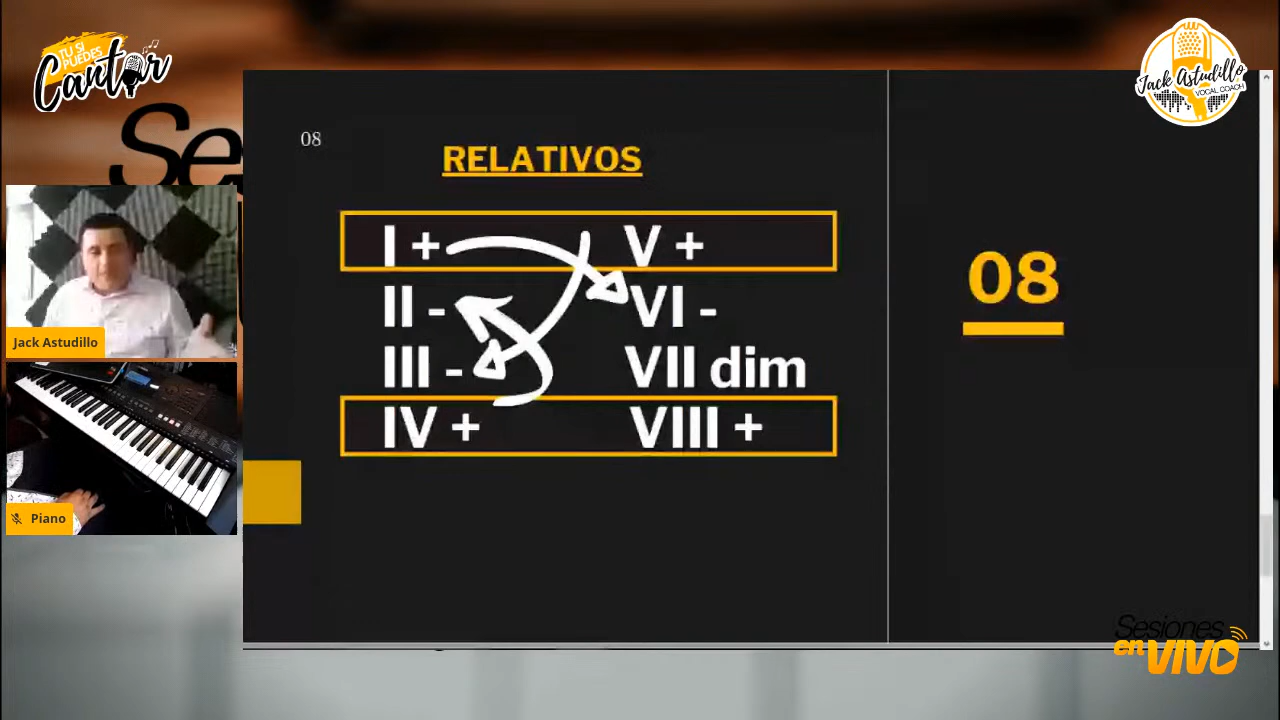 TU SI
PUEDES
Cantar
Jack Astudillo
VOCAL COACH
Se
08
RELATIVOS
I + V +
II - VI -
III - VII dim
IV + VIII +
08
Jack Astudillo
Piano
Sesiones
en VIVO